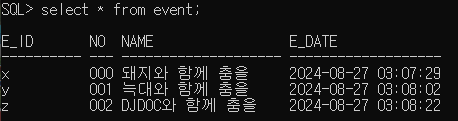 SQL> select * from event;
E_ID NO NAME E_DATE
---------- --- -------------------- -------------------
x 000 돼지와 함께 춤을 2024-08-27 03:07:29
y 001 늑대와 함께 춤을 2024-08-27 03:08:02
z 002 DJDOC와 함께 춤을 2024-08-27 03:08:22